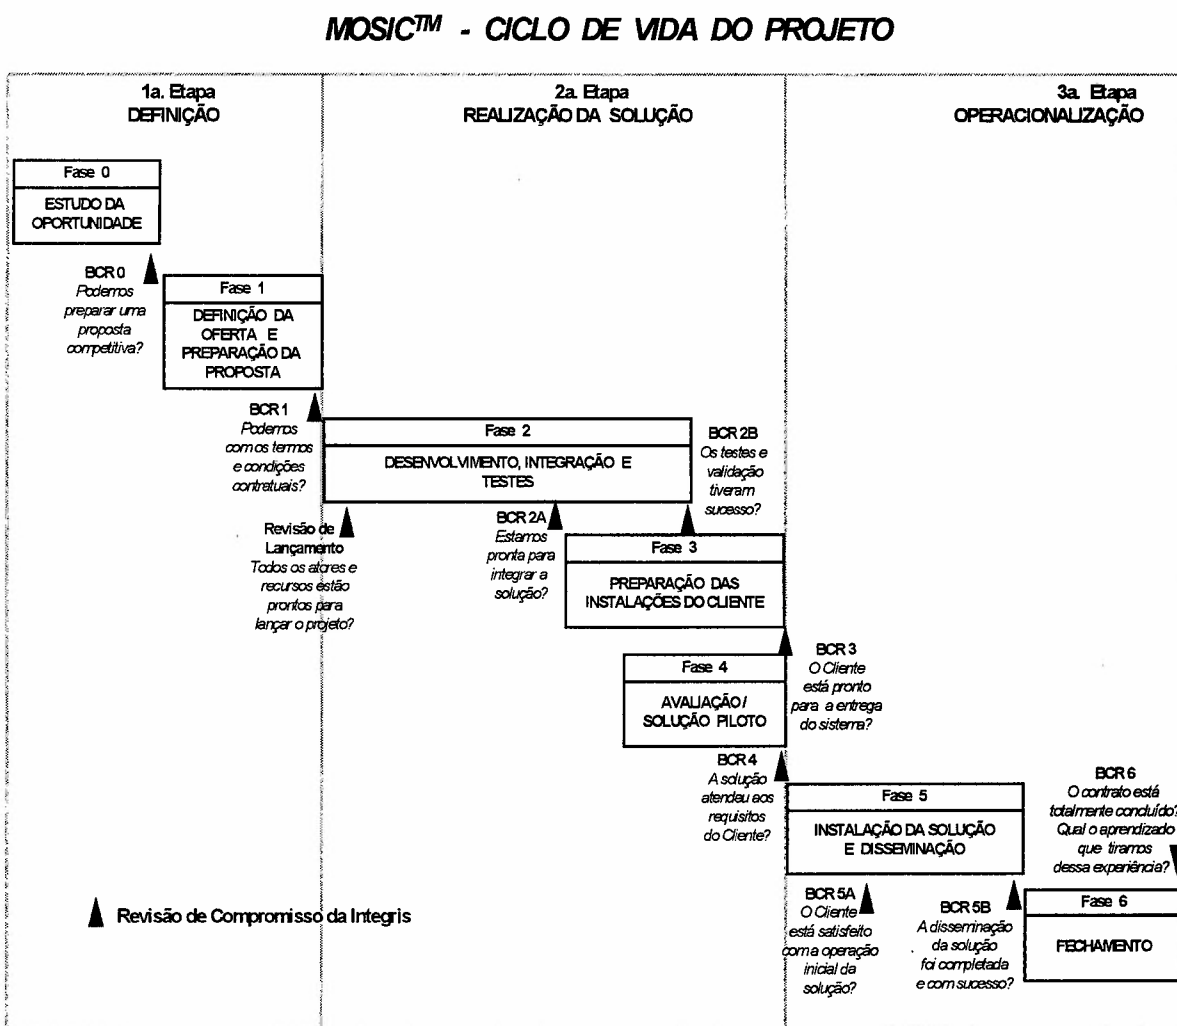 MOSIC™ - CICLO DE VIDA DO PROJETO
1a. Etapa
DEFINIÇÃO
2a. Etapa
REALIZAÇÃO DA SOLUÇÃO
3a. Etapa
OPERACIONALIZAÇÃO
Fase 0
ESTUDO DA
OPORTUNIDADE
BCR 0
Podemos
preparar uma
proposta
competitiva?
Fase 1
DEFINIÇÃO DA
OFERTA E
PREPARAÇÃO DA
PROPOSTA
BCR 1
Podemos
com os termos
e condições
contratuais?
Fase 2
DESENVOLVIMENTO, INTEGRAÇÃO E
TESTES
Revisão de
Lançamento
Todos os atores e
recursos estão
prontos para
lançar o projeto?
BCR 2A
Estamos
pronta para
integrar a
solução?
BCR 2B
Os testes e
validação
tiveram
sucesso?
Fase 3
PREPARAÇÃO DAS
INSTALAÇÕES DO CLIENTE
BCR 3
O Cliente
está pronto
para a entrega
do sistema?
Fase 4
AVALIAÇÃO /
SOLUÇÃO PILOTO
BCR 4
A solução
atendeu aos
requisitos
do Cliente?
Fase 5
INSTALAÇÃO DA SOLUÇÃO
E DISSEMINAÇÃO
BCR 5A
O Cliente
está satisfeito
com a operação
inicial da
solução?
BCR 5B
A disseminação
da solução
foi completada
e com sucesso?
BCR 6
O contrato está
totalmente concluído?
Qual o aprendizado
que tiramos
dessa experiência?
Fase 6
FECHAMENTO
Revisão de Compromisso da Integris